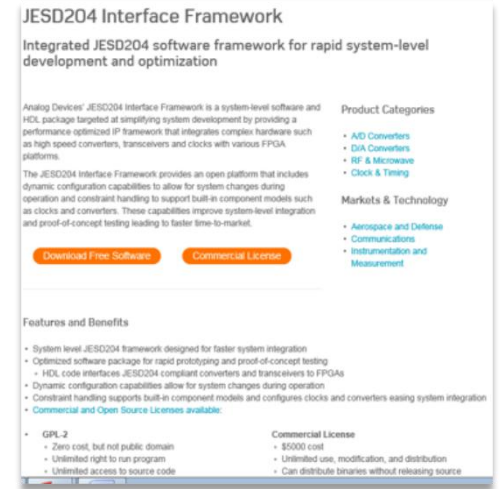 JESD204 Interface Framework
Integrated JESD204 software framework for rapid system-level
development and optimization
Analog Devices' JESD204 Interface Framework is a system-level software and
HDL package targeted at simplifying system development by providing a
performance optimized IP framework that integrates complex hardware such
as high speed converters, transceivers and clocks with various FPGA
platforms.
The JESD204 Interface Framework provides an open platform that includes
dynamic configuration capabilities to allow for system changes during
operation and constraint handling to support built-in component models such
as clocks and converters. These capabilities improve system-level integration
and proof-of-concept testing leading to faster time-to-market.
Download Free Software
Commercial License
Product Categories
• A/D Converters
• D/A Converters
• RF & Microwave
• Clock & Timing
Markets & Technology
• Aerospace and Defense
• Communications
• Instrumentation and
Measurement
Features and Benefits
• System level JESD204 framework designed for faster system integration
• Optimized software package for rapid prototyping and proof-of-concept testing
• HDL code interfaces JESD204 compliant converters and transceivers to FPGAs
• Dynamic configuration capabilities allow for system changes during operation
• Constraint handling supports built-in component models and configures clocks and converters easing system integration
• Commercial and Open Source Licenses available:
• GPL-2
• Zero cost, but not public domain
• Unlimited right to run program
• Unlimited access to source code
Commercial License
• $5000 cost
• Unlimited use, modification, and distribution
• Can distribute binaries without releasing source